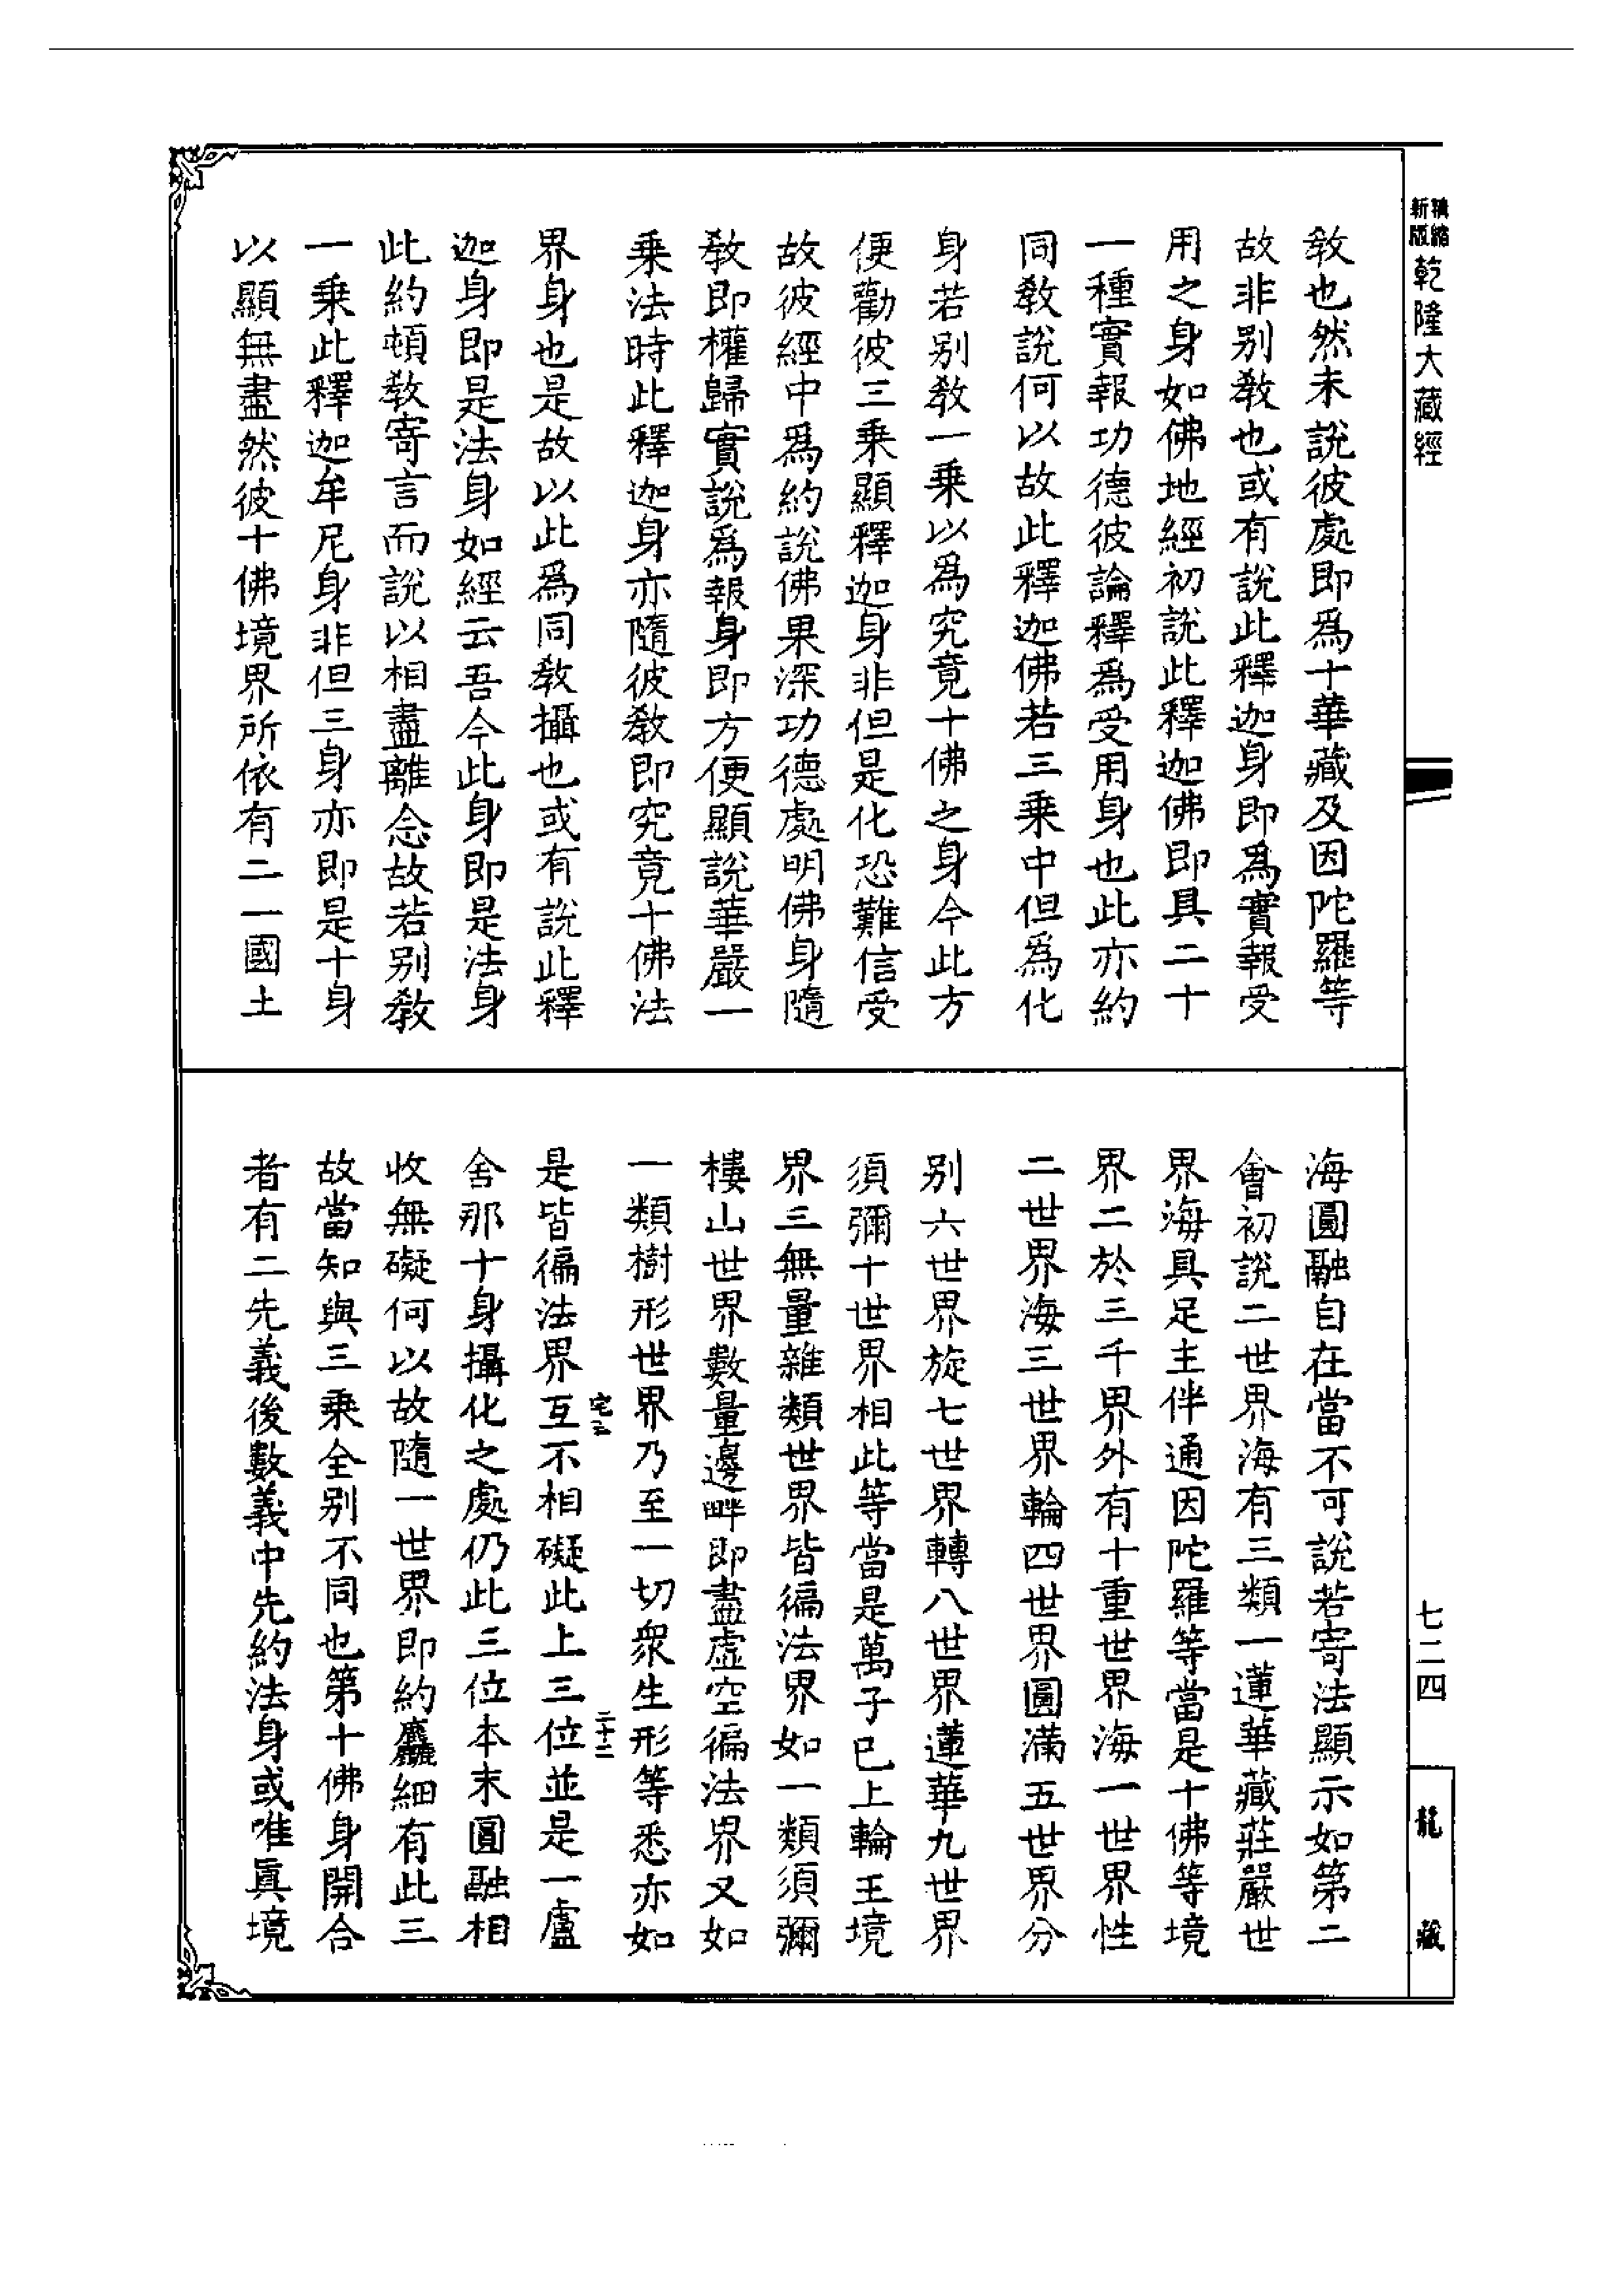 精縮新版乾隆大藏經
七二四
龍藏
教也然未說彼處即爲十華藏及因陀羅等
故非别教也或有說此釋迦身即爲實報受
用之身如佛地經初說此釋迦佛即具二十
一種實報功德彼論釋爲受用身也此亦約
同教說何以故此釋迦佛若三乗中但爲化
身若别教一乗以爲究竟十佛之身今此方
便勸彼三乗顯釋迦身非但是化恐難信受
故彼經中爲約說佛果深功德處明佛身隨
教即權歸實說爲報身即方便顯說華嚴一
乗法時此釋迦身亦隨彼教即究竟十佛法
界身也是故以此爲同教攝也或有說此釋
迦身即是法身如經云吾今此身即是法身
此約頓教寄言而說以相盡離念故若别教
一乗此釋迦牟尼身非但三身亦即是十身
以顯無盡然彼十佛境界所依有二一國土
海圓融自在當不可說若寄法顯示如第二
會初說二世界海有三類一蓮華藏莊嚴世
界海具足主伴通因陀羅等當是十佛等境
界二於三千界外有十重世界海一世界性
二世界海三世界輪四世界圓滿五世界分
别六世界旋七世界轉八世界蓮華九世界
須彌十世界相此等當是萬子已上輪王境
界三無量雜類世界皆徧法界如一類須彌
樓山世界數量邊畔即盡虛空徧法界又如
一類樹形世界乃至一切衆生形等悉亦如
宅三
二十二
是皆徧法界互不相礙此上三位並是一盧
舍那十身攝化之處仍此三位本末圓融相
收無礙何以故隨一世界即約麤細有此三
故當知與三乗全别不同也第十佛身開合
者有二先義後數義中先約法身或唯眞境